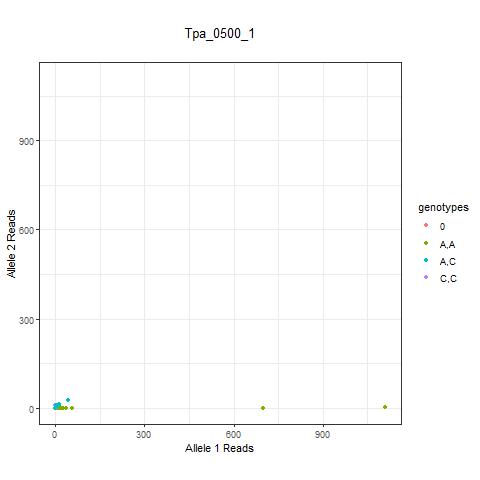 Tpa_0500_1
Allele 2 Reads
900
600
300
0
0
300
600
900
Allele 1 Reads
genotypes
0
A,A
A,C
C,C